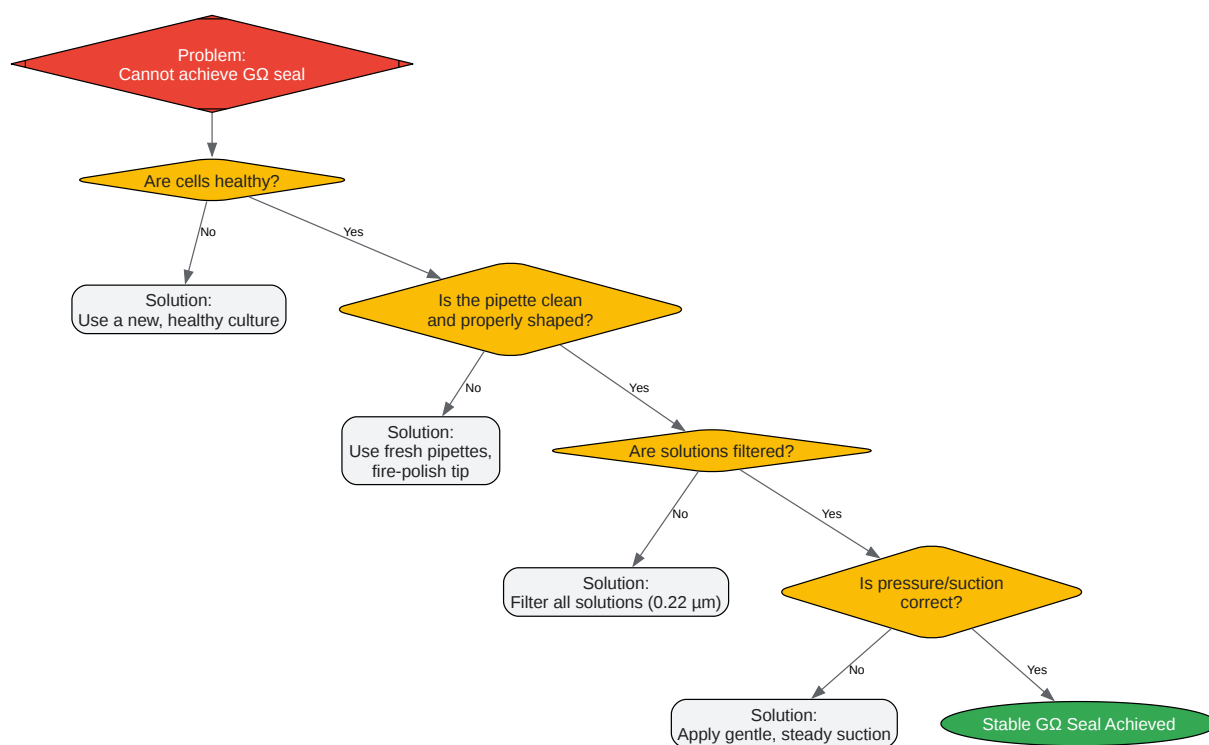 Problem:
Cannot achieve GΩ seal
Are cells healthy?
No
Yes
Solution:
Use a new, healthy culture
Is the pipette clean
and properly shaped?
No
Yes
Solution:
Use fresh pipettes,
fire-polish tip
Are solutions filtered?
No
Yes
Solution:
Filter all solutions (0.22 µm)
Is pressure/suction
correct?
No
Yes
Solution:
Apply gentle, steady suction
Stable GΩ Seal Achieved